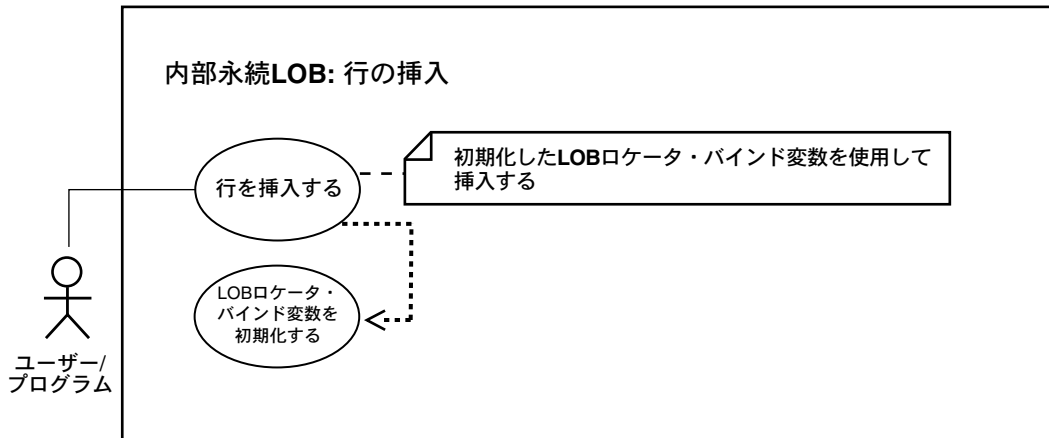 内部永続LOB: 行の挿入
初期化したLOBロケータ・バインド変数を使用して
挿入する
行を挿入する
LOBロケータ・
バインド変数を
初期化する
ユーザー/
プログラム